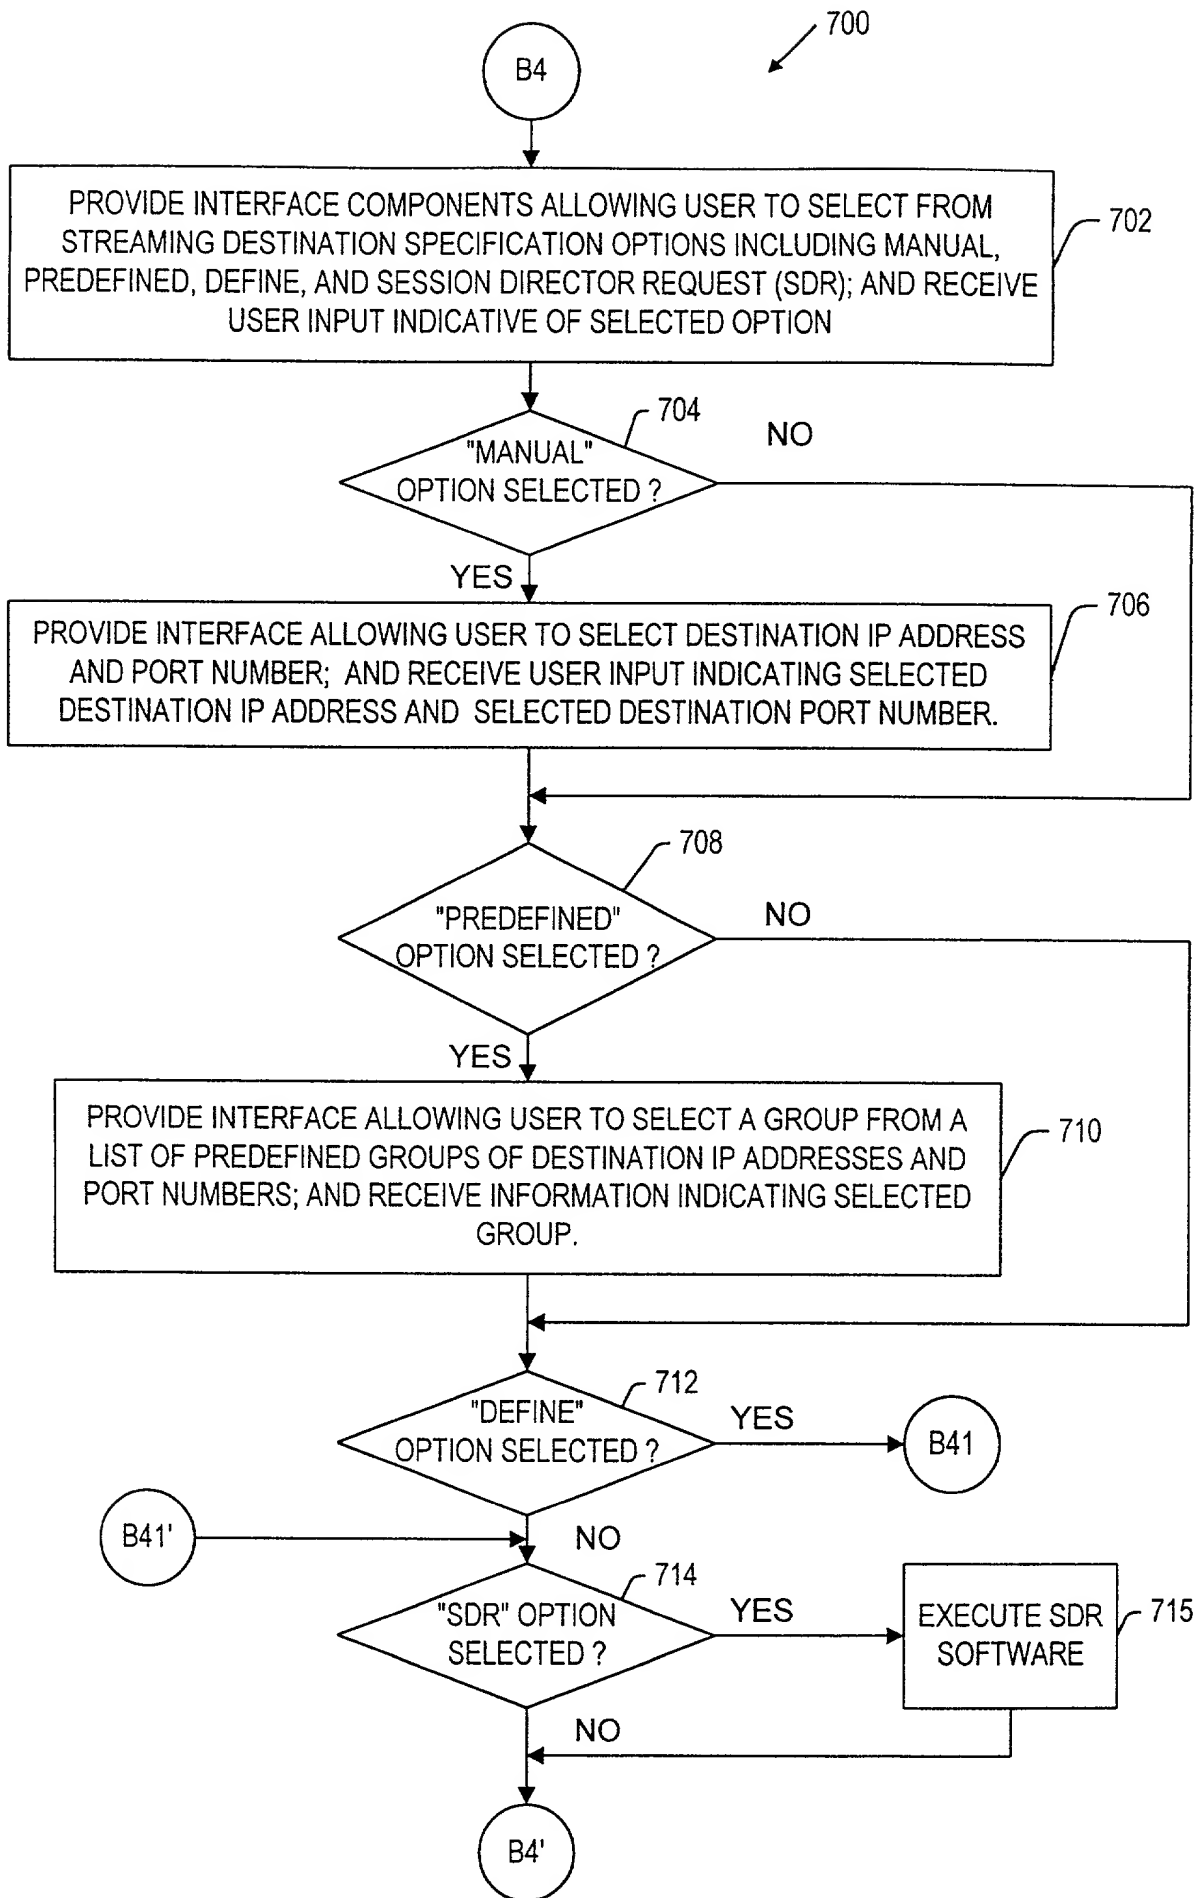 700
B4
PROVIDE INTERFACE COMPONENTS ALLOWING USER TO SELECT FROM
STREAMING DESTINATION SPECIFICATION OPTIONS INCLUDING MANUAL,
PREDEFINED, DEFINE, AND SESSION DIRECTOR REQUEST (SDR); AND RECEIVE
USER INPUT INDICATIVE OF SELECTED OPTION
702
704
NO
"MANUAL"
OPTION SELECTED ?
YES
706
PROVIDE INTERFACE ALLOWING USER TO SELECT DESTINATION IP ADDRESS
AND PORT NUMBER; AND RECEIVE USER INPUT INDICATING SELECTED
DESTINATION IP ADDRESS AND SELECTED DESTINATION PORT NUMBER.
708
NO
"PREDEFINED"
OPTION SELECTED ?
YES
PROVIDE INTERFACE ALLOWING USER TO SELECT A GROUP FROM A
LIST OF PREDEFINED GROUPS OF DESTINATION IP ADDRESSES AND
PORT NUMBERS; AND RECEIVE INFORMATION INDICATING SELECTED
GROUP.
710
712
"DEFINE"
OPTION SELECTED ?
YES
B41
B41'
NO
714
"SDR" OPTION
SELECTED ?
YES
EXECUTE SDR
SOFTWARE
715
NO
B4'